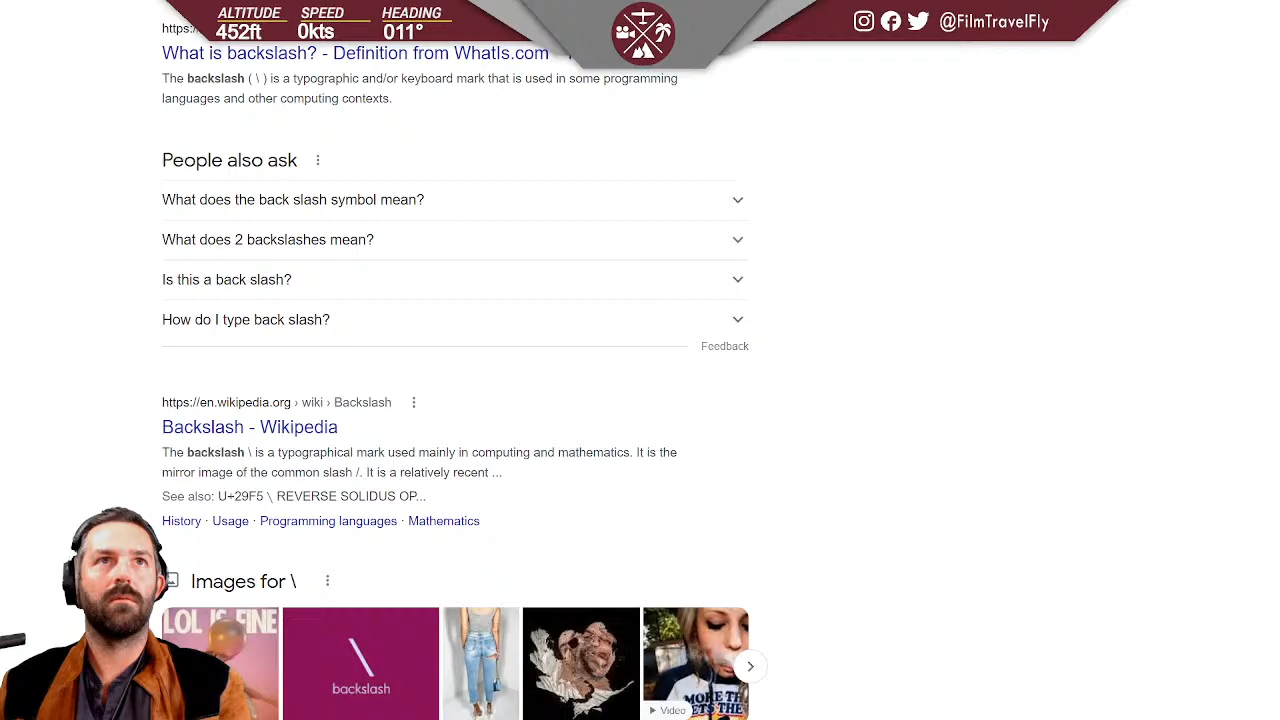 ALTITUDE SPEED HEADING
452ft 0kts 011°
@FilmTravelFly
https:/
What is backslash? - Definition from WhatIs.com
The backslash ( \ ) is a typographic and/or keyboard mark that is used in some programming
languages and other computing contexts.
People also ask
What does the back slash symbol mean?
What does 2 backslashes mean?
Is this a back slash?
How do I type back slash?
Feedback
https://en.wikipedia.org › wiki › Backslash
Backslash - Wikipedia
The backslash \ is a typographical mark used mainly in computing and mathematics. It is the
mirror image of the common slash /. It is a relatively recent ...
See also: U+29F5 ⧵ REVERSE SOLIDUS OP...
History · Usage · Programming languages · Mathematics
Images for \
LOL IS FINE
\
backslash
MORE
Video